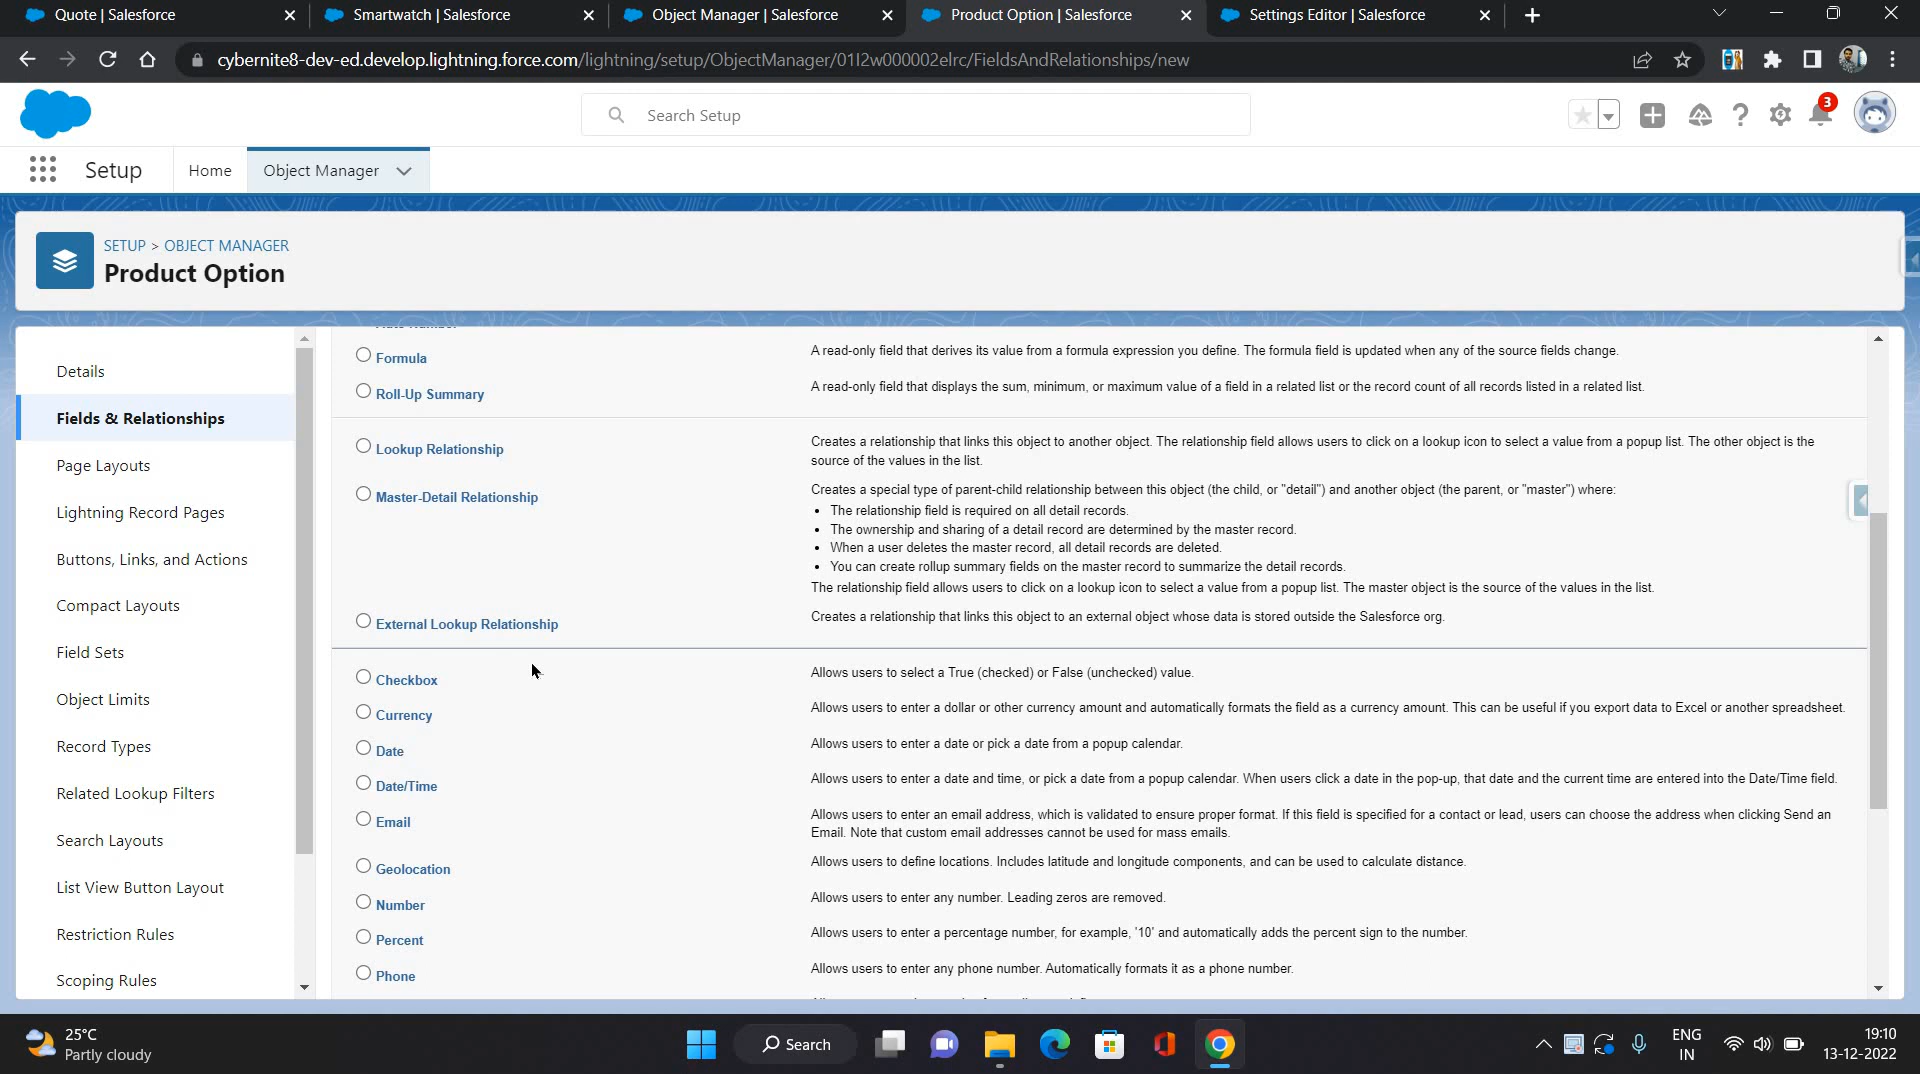 Quote | Salesforce
Smartwatch | Salesforce
Object Manager | Salesforce
Product Option | Salesforce
Settings Editor | Salesforce
cybernite8-dev-ed.develop.lightning.force.com/lightning/setup/ObjectManager/01I2w000002elrc/FieldsAndRelationships/new
Search Setup
3
Setup
Home
Object Manager
SETUP > OBJECT MANAGER
Product Option
Details
Fields & Relationships
Page Layouts
Lightning Record Pages
Buttons, Links, and Actions
Compact Layouts
Field Sets
Object Limits
Record Types
Related Lookup Filters
Search Layouts
List View Button Layout
Restriction Rules
Scoping Rules
Formula
A read-only field that derives its value from a formula expression you define. The formula field is updated when any of the source fields change.
Roll-Up Summary
A read-only field that displays the sum, minimum, or maximum value of a field in a related list or the record count of all records listed in a related list.
Lookup Relationship
Creates a relationship that links this object to another object. The relationship field allows users to click on a lookup icon to select a value from a popup list. The other object is the
source of the values in the list.
Master-Detail Relationship
Creates a special type of parent-child relationship between this object (the child, or "detail") and another object (the parent, or "master") where:
• The relationship field is required on all detail records.
• The ownership and sharing of a detail record are determined by the master record.
• When a user deletes the master record, all detail records are deleted.
• You can create rollup summary fields on the master record to summarize the detail records.
The relationship field allows users to click on a lookup icon to select a value from a popup list. The master object is the source of the values in the list.
External Lookup Relationship
Creates a relationship that links this object to an external object whose data is stored outside the Salesforce org.
Checkbox
Allows users to select a True (checked) or False (unchecked) value.
Currency
Allows users to enter a dollar or other currency amount and automatically formats the field as a currency amount. This can be useful if you export data to Excel or another spreadsheet.
Date
Allows users to enter a date or pick a date from a popup calendar.
Date/Time
Allows users to enter a date and time, or pick a date from a popup calendar. When users click a date in the pop-up, that date and the current time are entered into the Date/Time field.
Email
Allows users to enter an email address, which is validated to ensure proper format. If this field is specified for a contact or lead, users can choose the address when clicking Send an
Email. Note that custom email addresses cannot be used for mass emails.
Geolocation
Allows users to define locations. Includes latitude and longitude components, and can be used to calculate distance.
Number
Allows users to enter any number. Leading zeros are removed.
Percent
Allows users to enter a percentage number, for example, '10' and automatically adds the percent sign to the number.
Phone
Allows users to enter any phone number. Automatically formats it as a phone number.
25°C
Partly cloudy
Search
ENG
IN
19:10
13-12-2022